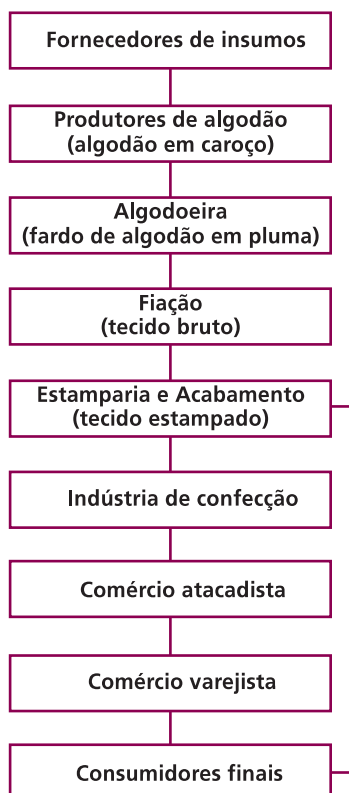 Fornecedores de insumos
Produtores de algodão
(algodão em caroço)
Algodoeira
(fardo de algodão em pluma)
Fiação
(tecido bruto)
Estamparia e Acabamento
(tecido estampado)
Indústria de confecção
Comércio atacadista
Comércio varejista
Consumidores finais